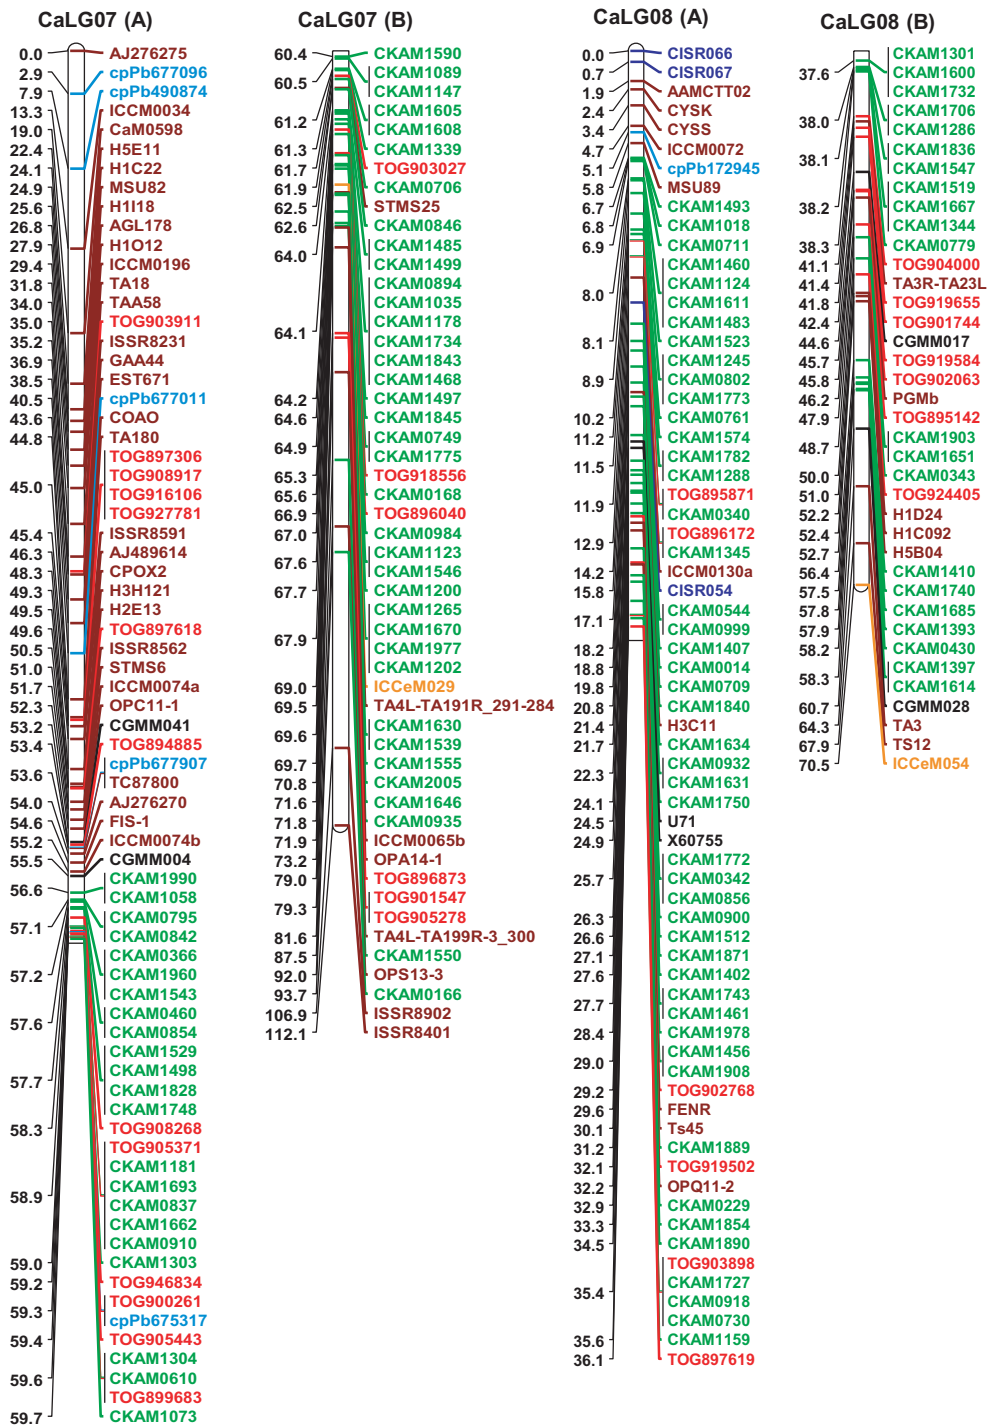 CaLG07 (A)
0.0 AJ276275
2.9 cpPb677096
7.9 cpPb490874
13.3 ICCM0034
19.0 CaM0598
22.4 H5E11
24.1 H1C22
24.9 MSU82
25.6 H1I18
26.8 AGL178
27.9 H1O12
29.4 ICCM0196
31.8 TA18
34.0 TAA58
35.0 TOG903911
35.2 ISSR8231
36.9 GAA44
38.5 EST671
40.5 cpPb677011
43.6 COAO
44.8 TA180
TOG897306
TOG908917
45.0 TOG916106
TOG927781
45.4 ISSR8591
46.3 AJ489614
48.3 CPOX2
49.3 H3H121
49.5 H2E13
49.6 TOG897618
50.5 ISSR8562
51.0 STMS6
51.7 ICCM0074a
52.3 OPC11-1
53.2 CGMM041
53.4 TOG894885
cpPb677907
53.6 TC87800
54.0 AJ276270
54.6 FIS-1
55.2 ICCM0074b
55.5 CGMM004
CKAM1990
56.6 CKAM1058
CKAM0795
57.1 CKAM0842
CKAM0366
57.2 CKAM1960
CKAM1543
57.6 CKAM0460
CKAM0854
CKAM1529
57.7 CKAM1498
CKAM1828
CKAM1748
58.3 TOG908268
TOG905371
CKAM1181
58.9 CKAM1693
CKAM0837
CKAM1662
CKAM0910
59.0 CKAM1303
59.2 TOG946834
TOG900261
59.3 cpPb675317
59.4 TOG905443
CKAM1304
59.6 CKAM0610
TOG899683
59.7 CKAM1073
CaLG07 (B)
60.4 CKAM1590
CKAM1089
60.5 CKAM1147
CKAM1605
61.2 CKAM1608
61.3 CKAM1339
61.7 TOG903027
61.9 CKAM0706
62.5 STMS25
62.6 CKAM0846
CKAM1485
64.0 CKAM1499
CKAM0894
CKAM1035
CKAM1178
64.1 CKAM1734
CKAM1843
CKAM1468
64.2 CKAM1497
64.6 CKAM1845
CKAM0749
64.9 CKAM1775
65.3 TOG918556
65.6 CKAM0168
66.9 TOG896040
67.0 CKAM0984
CKAM1123
67.6 CKAM1546
67.7 CKAM1200
CKAM1265
CKAM1670
67.9 CKAM1977
CKAM1202
69.0 ICCeM029
69.5 TA4L-TA191R_291-284
CKAM1630
69.6 CKAM1539
69.7 CKAM1555
70.8 CKAM2005
71.6 CKAM1646
71.8 CKAM0935
71.9 ICCM0065b
73.2 OPA14-1
79.0 TOG896873
TOG901547
79.3 TOG905278
81.6 TA4L-TA199R-3_300
87.5 CKAM1550
92.0 OPS13-3
93.7 CKAM0166
106.9 ISSR8902
112.1 ISSR8401
CaLG08 (A)
0.0 CISR066
0.7 CISR067
1.9 AAMCTT02
2.4 CYSK
3.4 CYSS
4.7 ICCM0072
5.1 cpPb172945
5.8 MSU89
6.7 CKAM1493
6.8 CKAM1018
6.9 CKAM0711
CKAM1460
8.0 CKAM1124
CKAM1611
CKAM1483
8.1 CKAM1523
CKAM1245
8.9 CKAM0802
CKAM1773
10.2 CKAM0761
11.2 CKAM1574
CKAM1782
11.5 CKAM1288
TOG895871
11.9 CKAM0340
TOG896172
12.9 CKAM1345
14.2 ICCM0130a
15.8 CISR054
CKAM0544
17.1 CKAM0999
18.2 CKAM1407
18.8 CKAM0014
19.8 CKAM0709
20.8 CKAM1840
21.4 H3C11
21.7 CKAM1634
CKAM0932
22.3 CKAM1631
24.1 CKAM1750
24.5 U71
24.9 X60755
CKAM1772
25.7 CKAM0342
CKAM0856
26.3 CKAM0900
26.6 CKAM1512
27.1 CKAM1871
27.6 CKAM1402
CKAM1743
27.7 CKAM1461
28.4 CKAM1978
CKAM1456
29.0 CKAM1908
29.2 TOG902768
29.6 FENR
30.1 Ts45
31.2 CKAM1889
32.1 TOG919502
32.2 OPQ11-2
32.9 CKAM0229
33.3 CKAM1854
34.5 CKAM1890
TOG903898
35.4 CKAM1727
CKAM0918
CKAM0730
35.6 CKAM1159
36.1 TOG897619
CaLG08 (B)
CKAM1301
37.6 CKAM1600
CKAM1732
CKAM1706
38.0 CKAM1286
CKAM1836
38.1 CKAM1547
CKAM1519
38.2 CKAM1667
CKAM1344
38.3 CKAM0779
41.1 TOG904000
41.4 TA3R-TA23L
41.8 TOG919655
42.4 TOG901744
44.6 CGMM017
45.7 TOG919584
45.8 TOG902063
46.2 PGMb
47.9 TOG895142
CKAM1903
48.7 CKAM1651
50.0 CKAM0343
51.0 TOG924405
52.2 H1D24
52.4 H1C092
52.7 H5B04
56.4 CKAM1410
57.5 CKAM1740
57.8 CKAM1685
57.9 CKAM1393
58.2 CKAM0430
CKAM1397
58.3 CKAM1614
60.7 CGMM028
64.3 TA3
67.9 TS12
70.5 ICCeM054